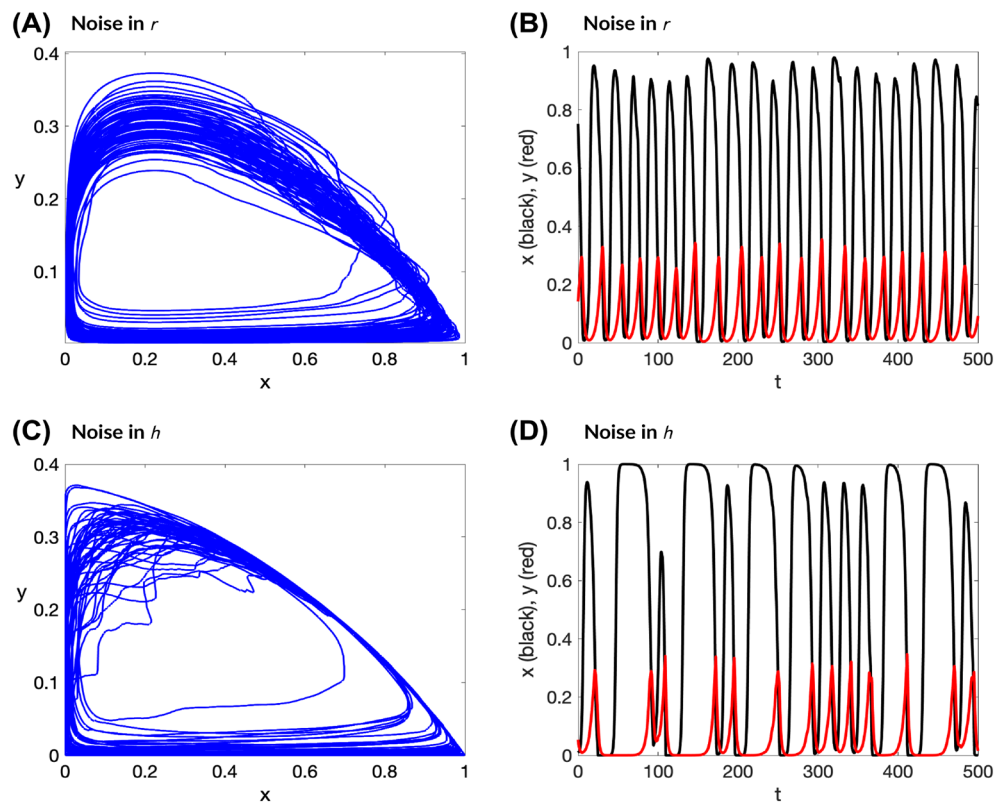 (A) Noise in r
0.4
0.3
y
0.2
0.1
0 0.2 0.4 0.6 0.8 1
x
(B) Noise in r
1
0.8
0.6
0.4
0.2
0
x (black), y (red)
0 100 200 300 400 500
t
(C) Noise in h
0.4
0.3
y
0.2
0.1
0
0 0.2 0.4 0.6 0.8 1
x
(D) Noise in h
1
0.8
0.6
0.4
0.2
0
x (black), y (red)
0 100 200 300 400 500
t